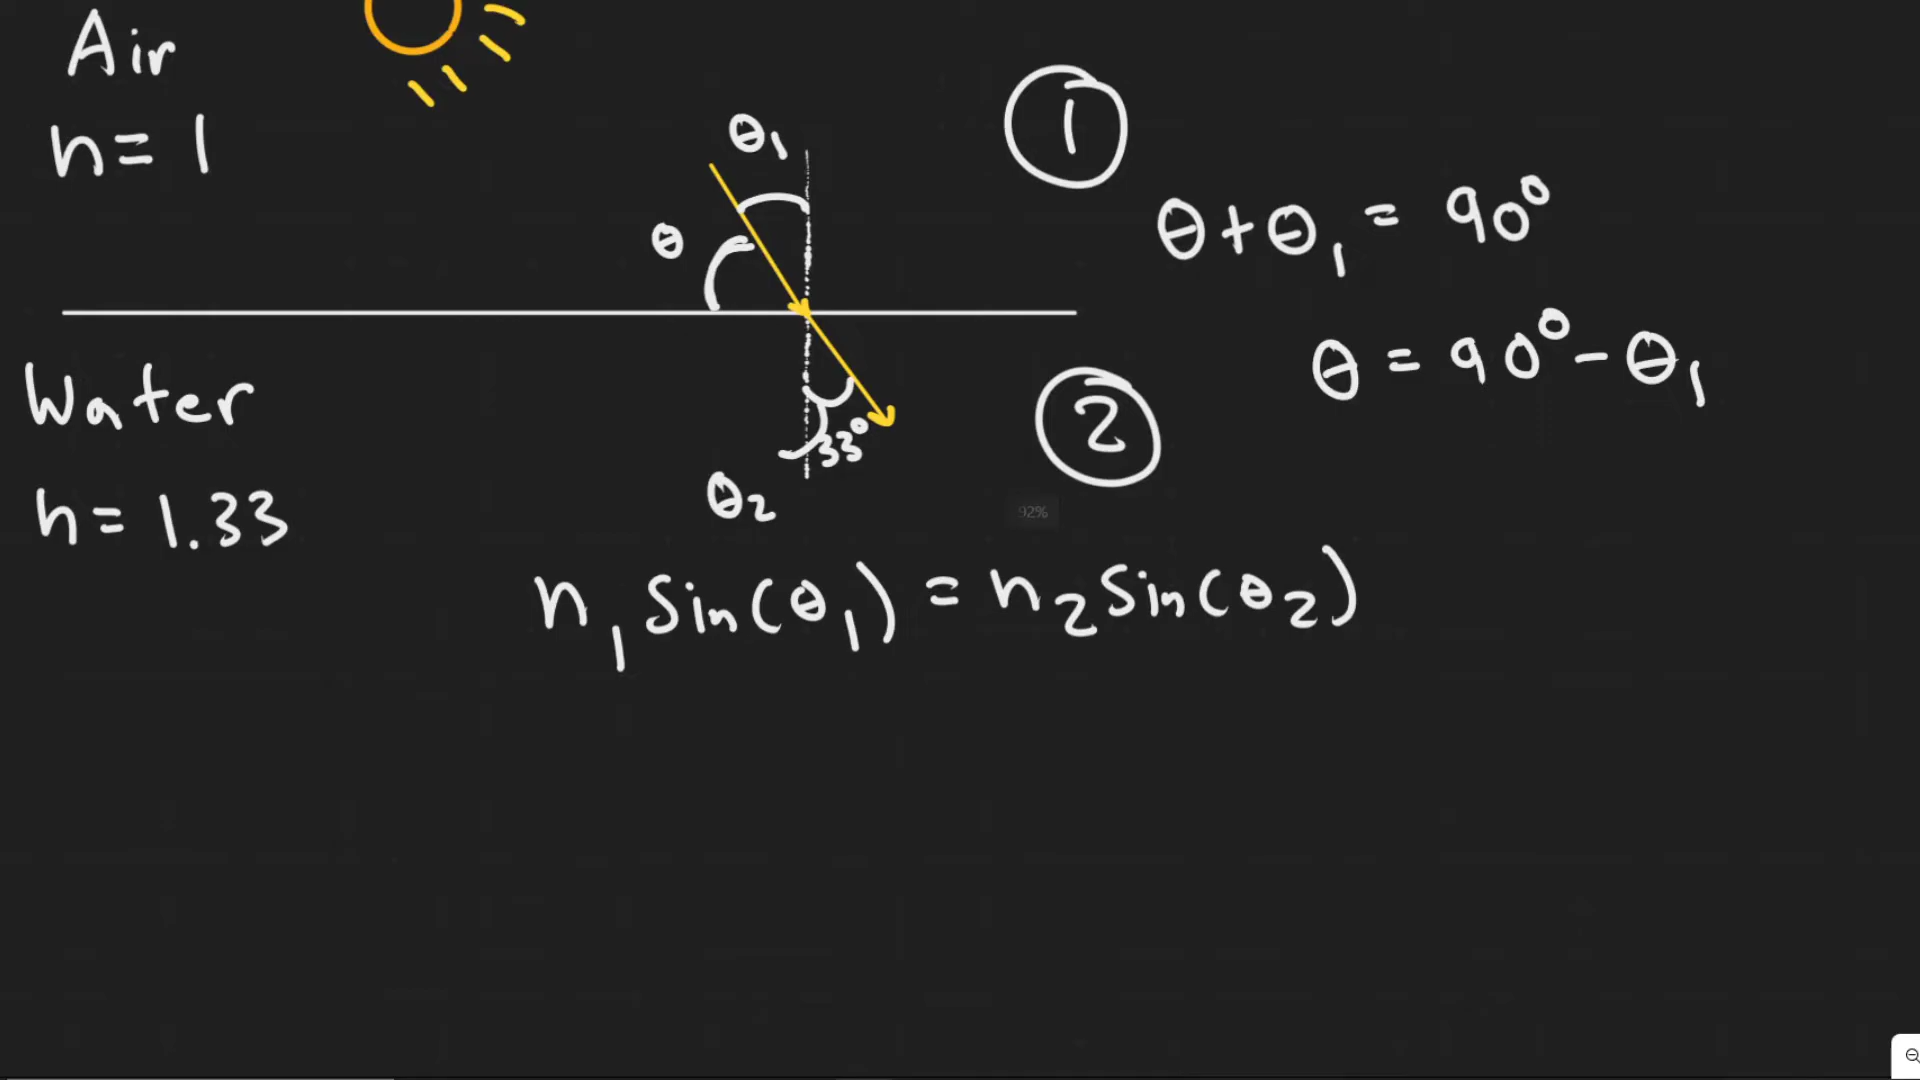 Air
n = 1
θ₁
θ
1
θ + θ₁ = 90°
θ = 90° - θ₁
Water
n = 1.33
33°
θ₂
2
92%
n₁ sin(θ₁) = n₂ sin(θ₂)